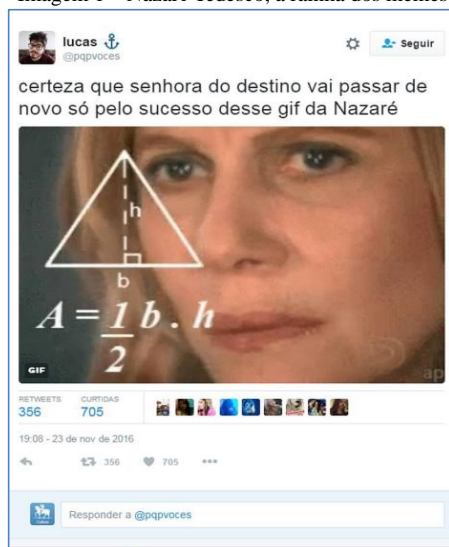 Imagem 1 – Nazaré Tedesco, a rainha dos memes
lucas
@pqpvoces
Seguir
certeza que senhora do destino vai passar de
novo só pelo sucesso desse gif da Nazaré
h
b
A = 1/2 b . h
GIF
RETWEETS
356
CURTIDAS
705
19:08 - 23 de nov de 2016
356
705
Responder a @pqpvoces